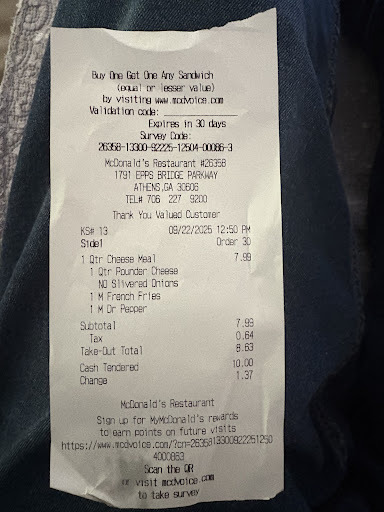 Buy One Get One Any Sandwich
(equal or lesser value)
by visiting www.mcdvoice.com
Validation code: ____________
Expires in 30 days
Survey Code:
26358-13300-92225-12504-00086-3
McDonald's Restaurant #26358
1791 EPPS BRIDGE PARKWAY
ATHENS,GA 30606
TEL# 706 227 9200
Thank You Valued Customer
KS# 13 09/22/2025 12:50 PM
Side1 Order 30
1 Qtr Cheese Meal 7.99
1 Qtr Pounder Cheese
NO Slivered Onions
1 M French Fries
1 M Dr Pepper
Subtotal 7.99
Tax 0.64
Take-Out Total 8.63
Cash Tendered 10.00
Change 1.37
McDonald's Restaurant
Sign up for MyMcDonald's rewards
to earn points on future visits
https://www.mcdvoice.com/?cn=2635813300922251250
4000863
Scan the QR
or visit mcdvoice.com
to take survey